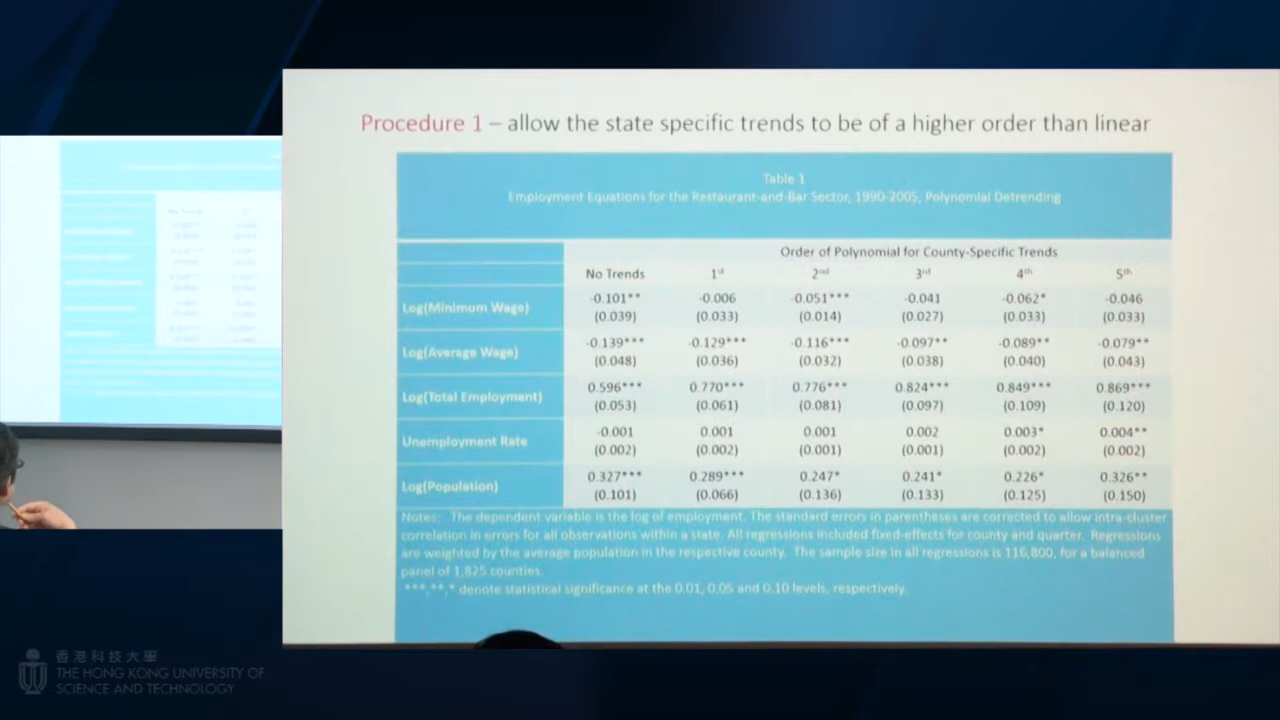 Procedure 1 – allow the state specific trends to be of a higher order than linear
Table 1
Employment Equations for the Restaurant-and-Bar Sector, 1990-2005, Polynomial Detrending
Order of Polynomial for County-Specific Trends
No Trends 1st 2nd 3rd 4th 5th
Log(Minimum Wage) -0.101** -0.006 -0.051*** -0.041 -0.062* -0.046
(0.039) (0.033) (0.014) (0.027) (0.033) (0.033)
Log(Average Wage) -0.139*** -0.129*** -0.116*** -0.097** -0.089** -0.079**
(0.048) (0.036) (0.032) (0.038) (0.040) (0.043)
Log(Total Employment) 0.596*** 0.770*** 0.776*** 0.824*** 0.849*** 0.869***
(0.053) (0.061) (0.081) (0.097) (0.109) (0.120)
Unemployment Rate -0.001 0.001 0.001 0.002 0.003* 0.004**
(0.002) (0.002) (0.001) (0.001) (0.002) (0.002)
Log(Population) 0.327*** 0.289*** 0.247* 0.241* 0.226* 0.326**
(0.101) (0.066) (0.136) (0.133) (0.125) (0.150)
Notes: The dependent variable is the log of employment. The standard errors in parentheses are corrected to allow intra-cluster
correlation in errors for all observations within a state. All regressions included fixed-effects for county and quarter. Regressions
are weighted by the average population in the respective county. The sample size in all regressions is 116,800, for a balanced
panel of 1,825 counties.
***,**,* denote statistical significance at the 0.01, 0.05 and 0.10 levels, respectively.
香港科技大學
THE HONG KONG UNIVERSITY OF
SCIENCE AND TECHNOLOGY